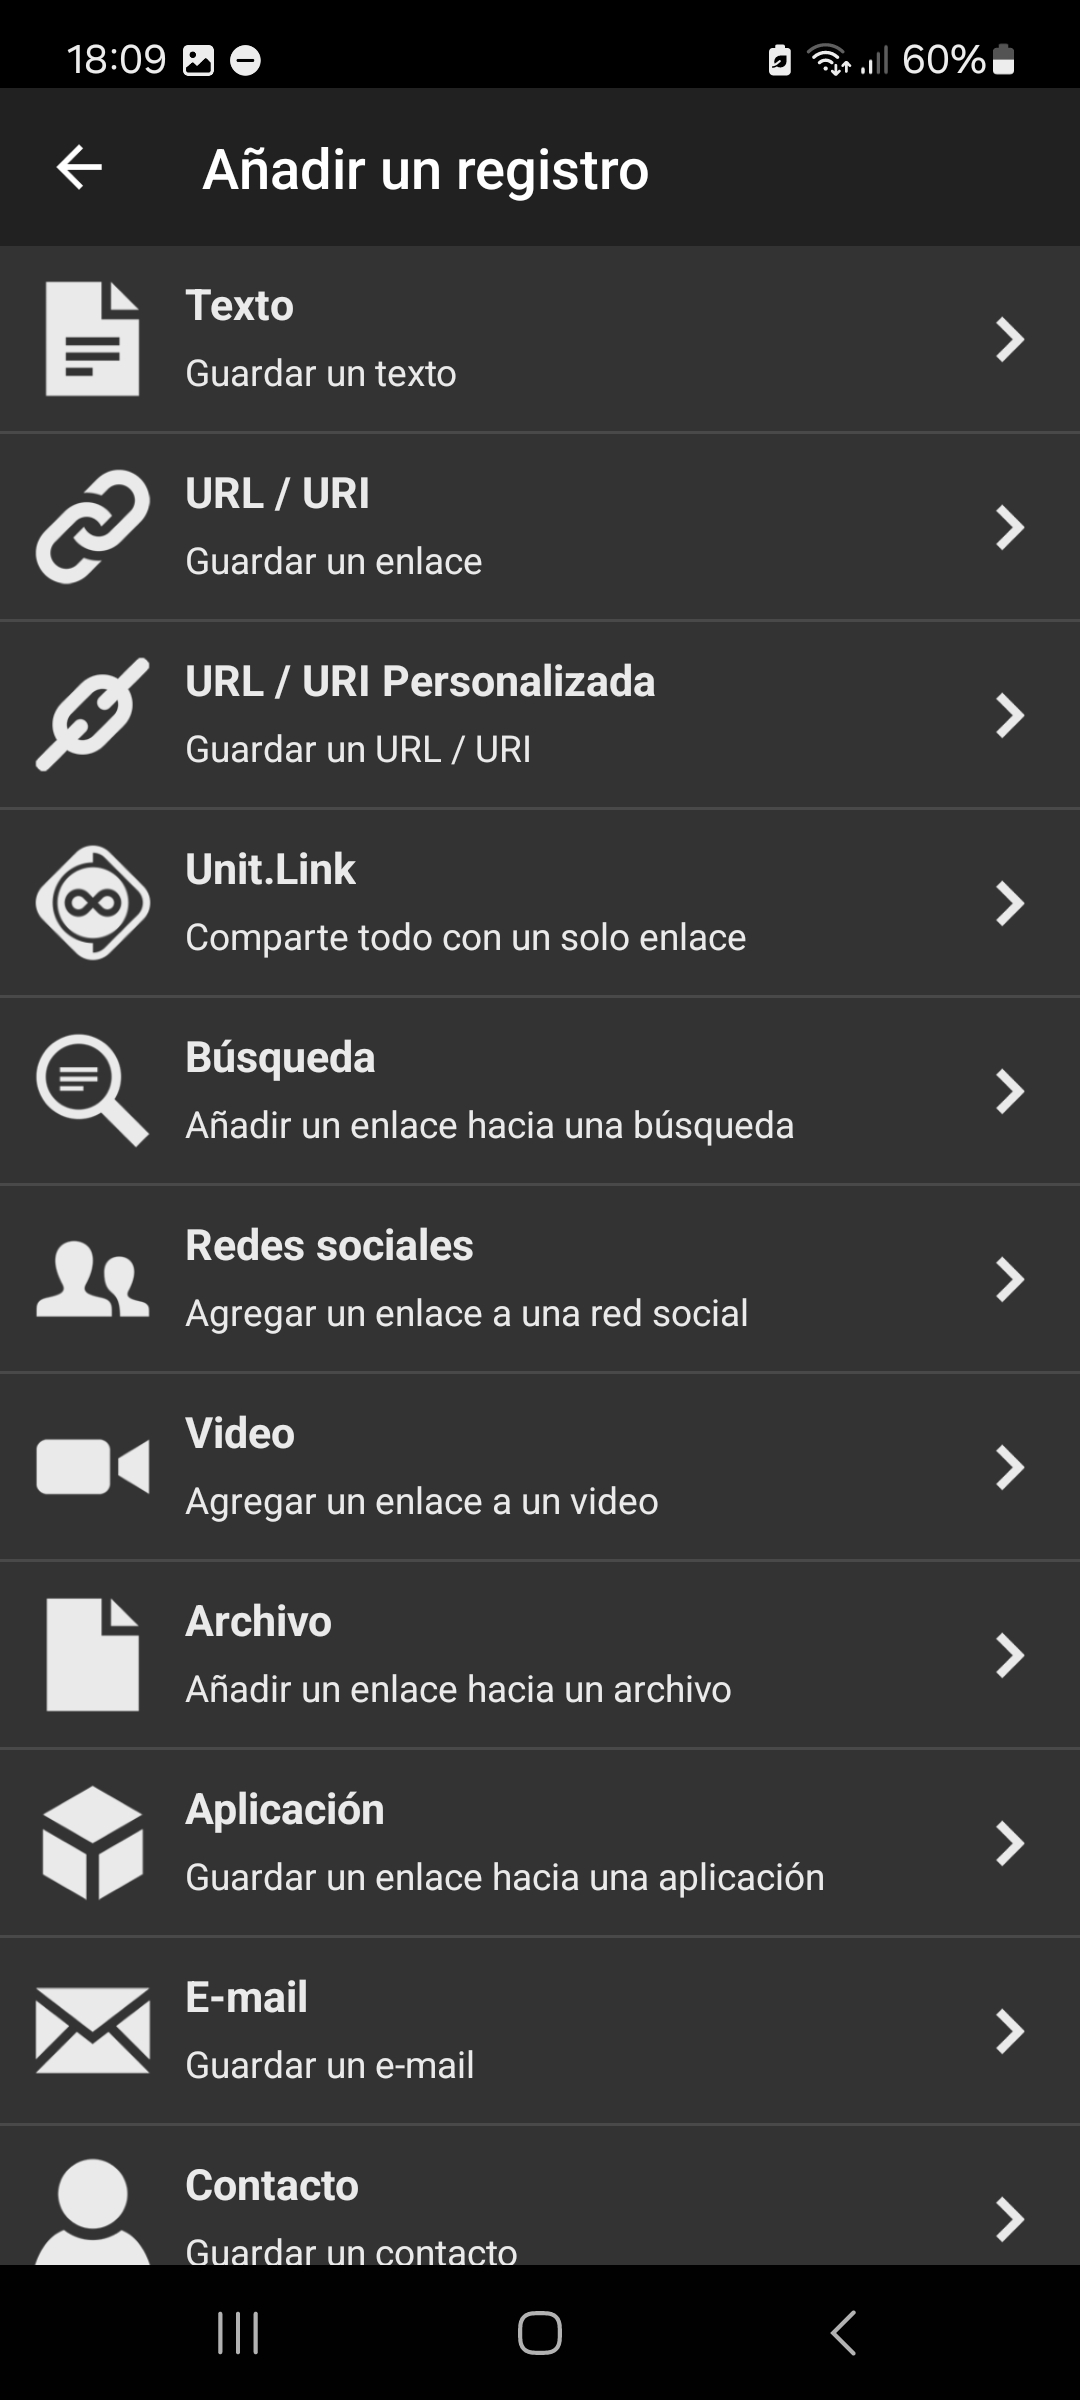 18:09
60%
Añadir un registro
Texto
Guardar un texto
URL / URI
Guardar un enlace
URL / URI Personalizada
Guardar un URL / URI
Unit.Link
Comparte todo con un solo enlace
Búsqueda
Añadir un enlace hacia una búsqueda
Redes sociales
Agregar un enlace a una red social
Video
Agregar un enlace a un video
Archivo
Añadir un enlace hacia un archivo
Aplicación
Guardar un enlace hacia una aplicación
E-mail
Guardar un e-mail
Contacto
Guardar un contacto